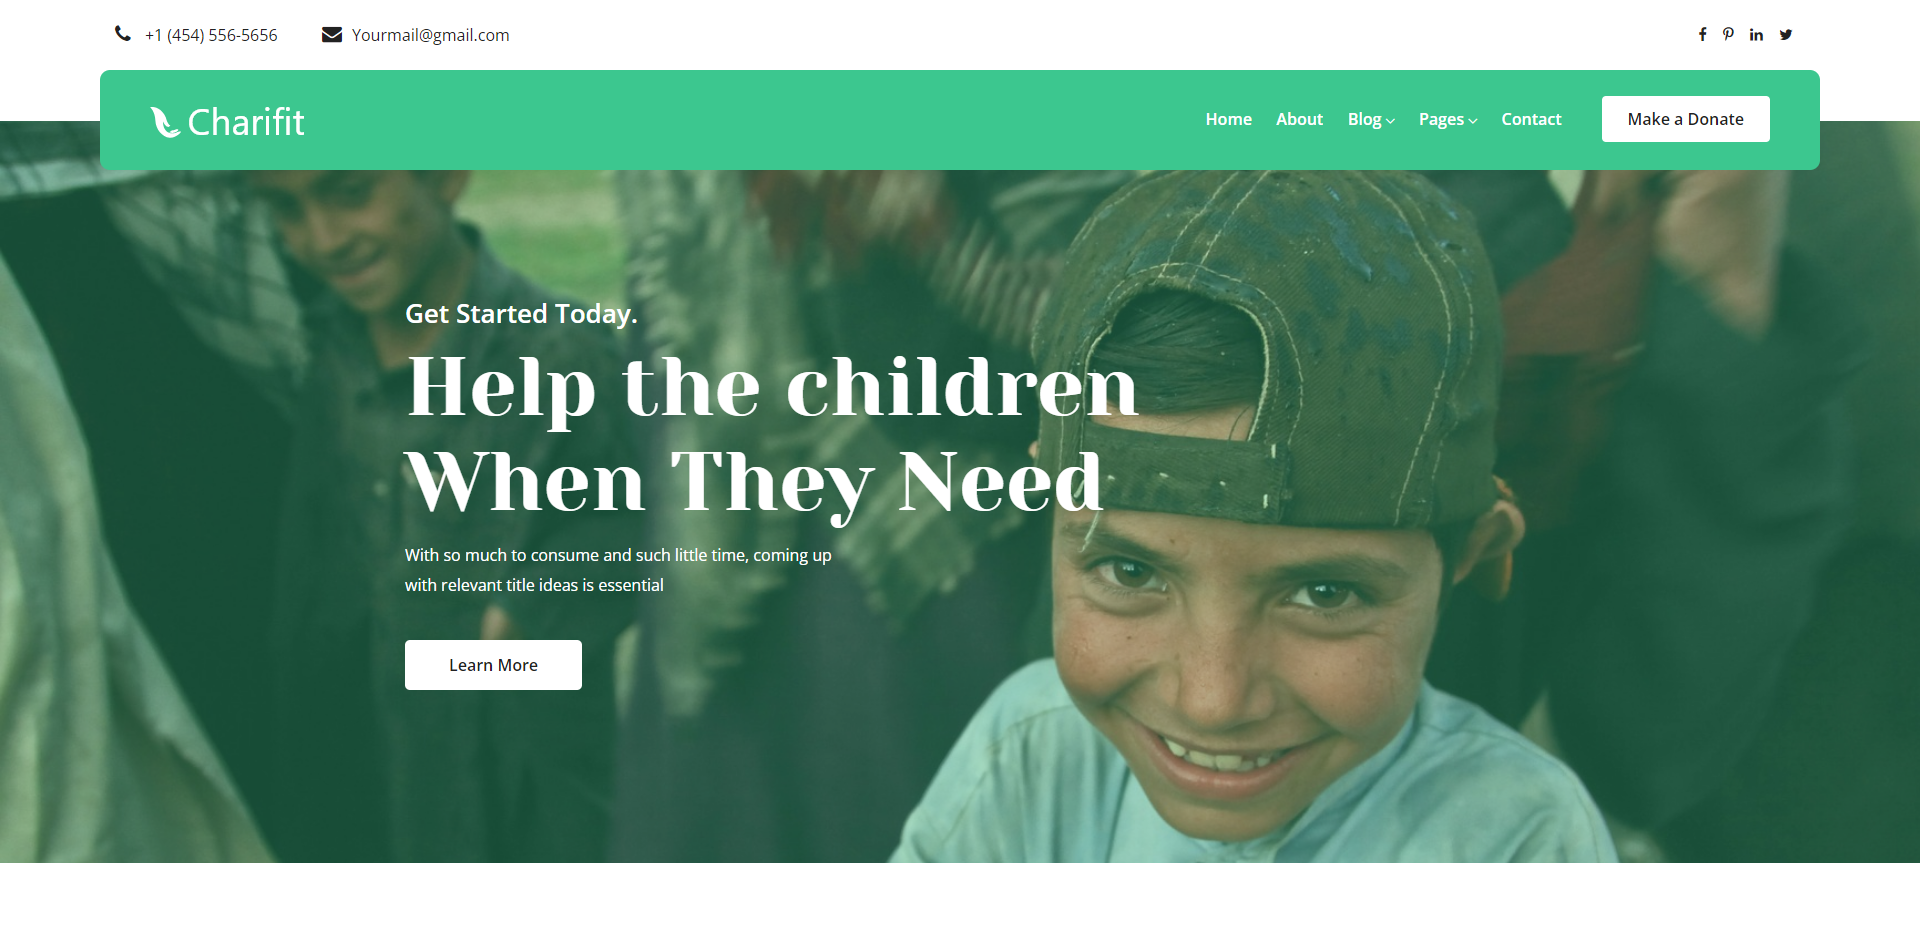 +1 (454) 556-5656
Yourmail@gmail.com
Charifit
Home
About
Blog
Pages
Contact
Make a Donate
Get Started Today.
Help the children
When They Need
With so much to consume and such little time, coming up
with relevant title ideas is essential
Learn More